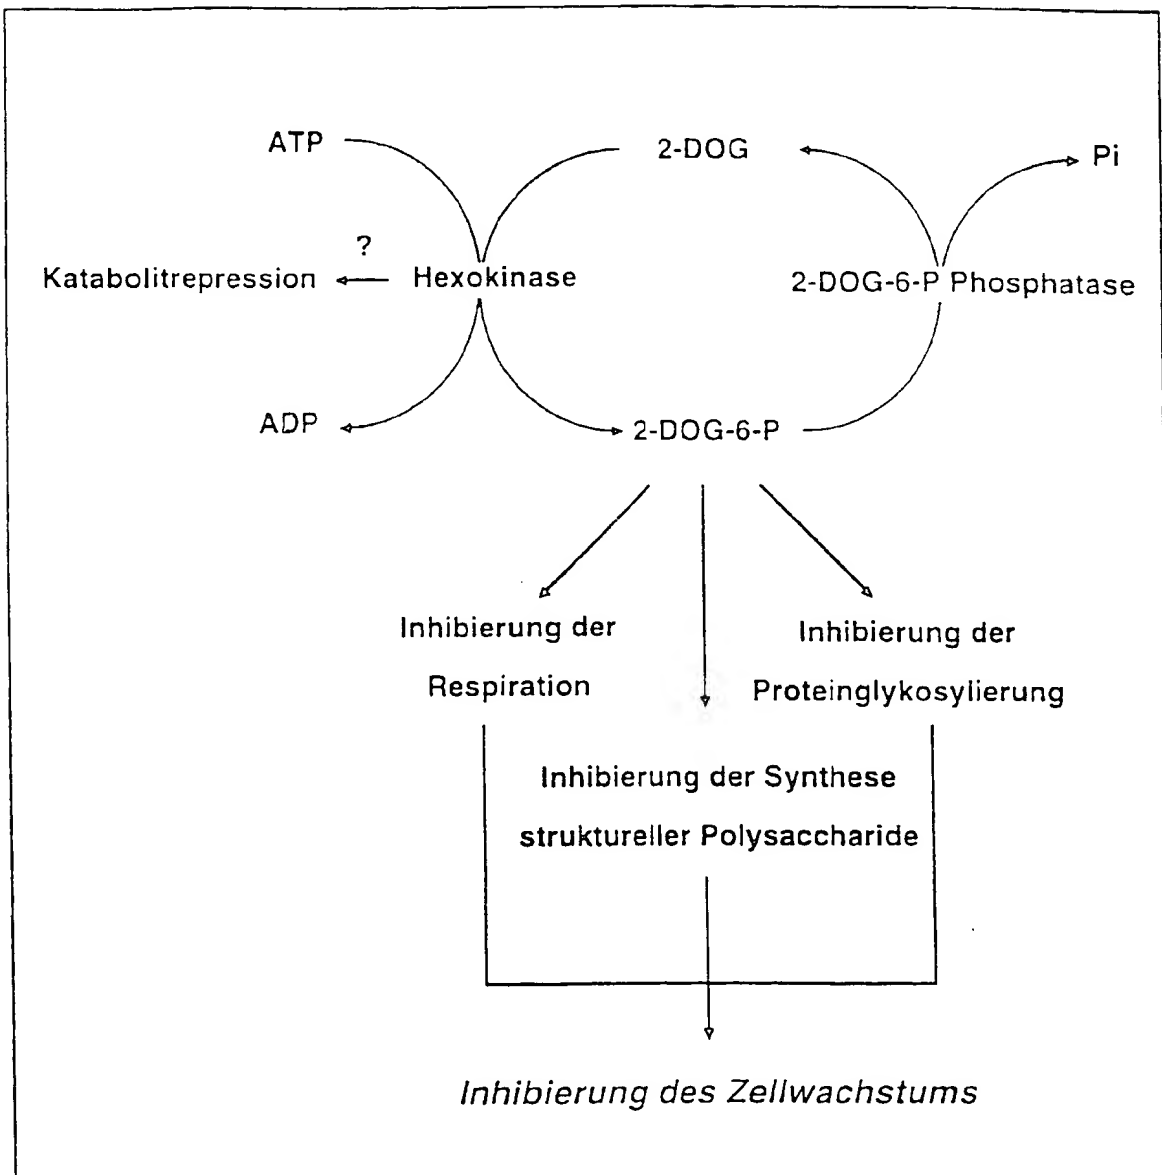 ATP
2-DOG
Pi
?
Katabolitrepression
Hexokinase
2-DOG-6-P Phosphatase
ADP
2-DOG-6-P
Inhibierung der
Respiration
Inhibierung der
Proteinglykosylierung
Inhibierung der Synthese
struktureller Polysaccharide
Inhibierung des Zellwachstums